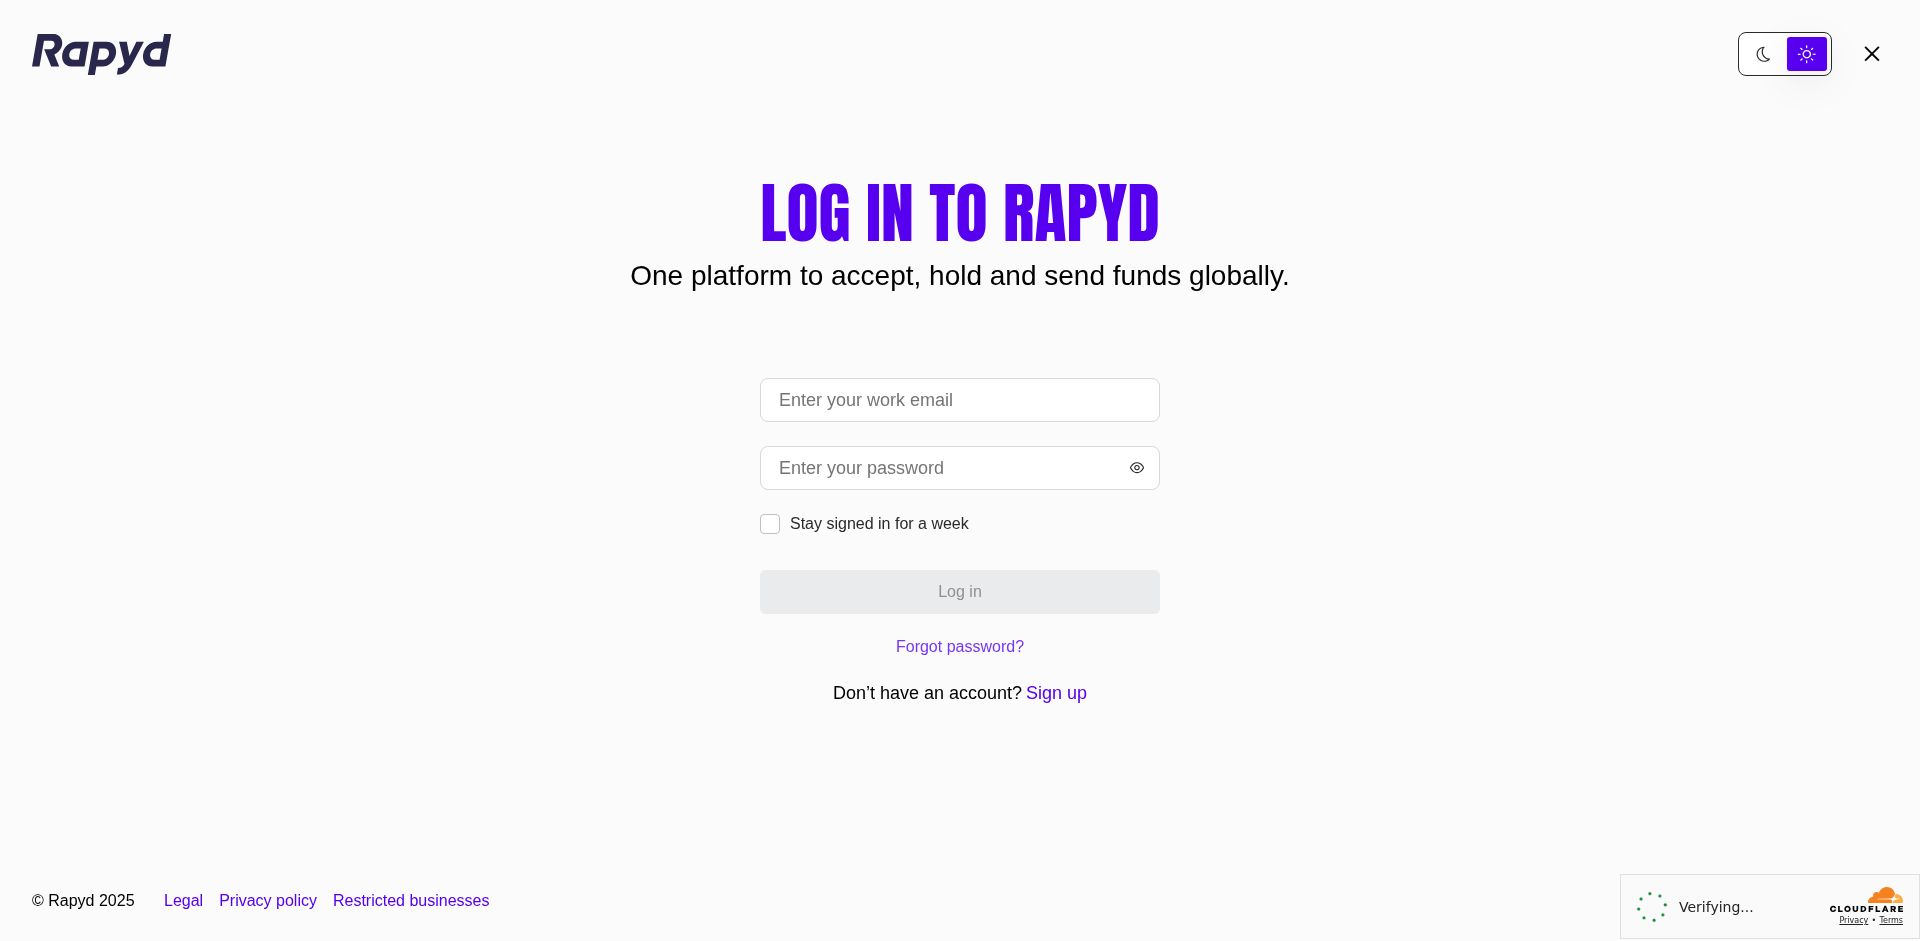 Rapyd
LOG IN TO RAPYD
One platform to accept, hold and send funds globally.
Enter your work email
Enter your password
Stay signed in for a week
Log in
Forgot password?
Don’t have an account? Sign up
© Rapyd 2025 Legal Privacy policy Restricted businesses
Verifying...
CLOUDFLARE
Privacy • Terms